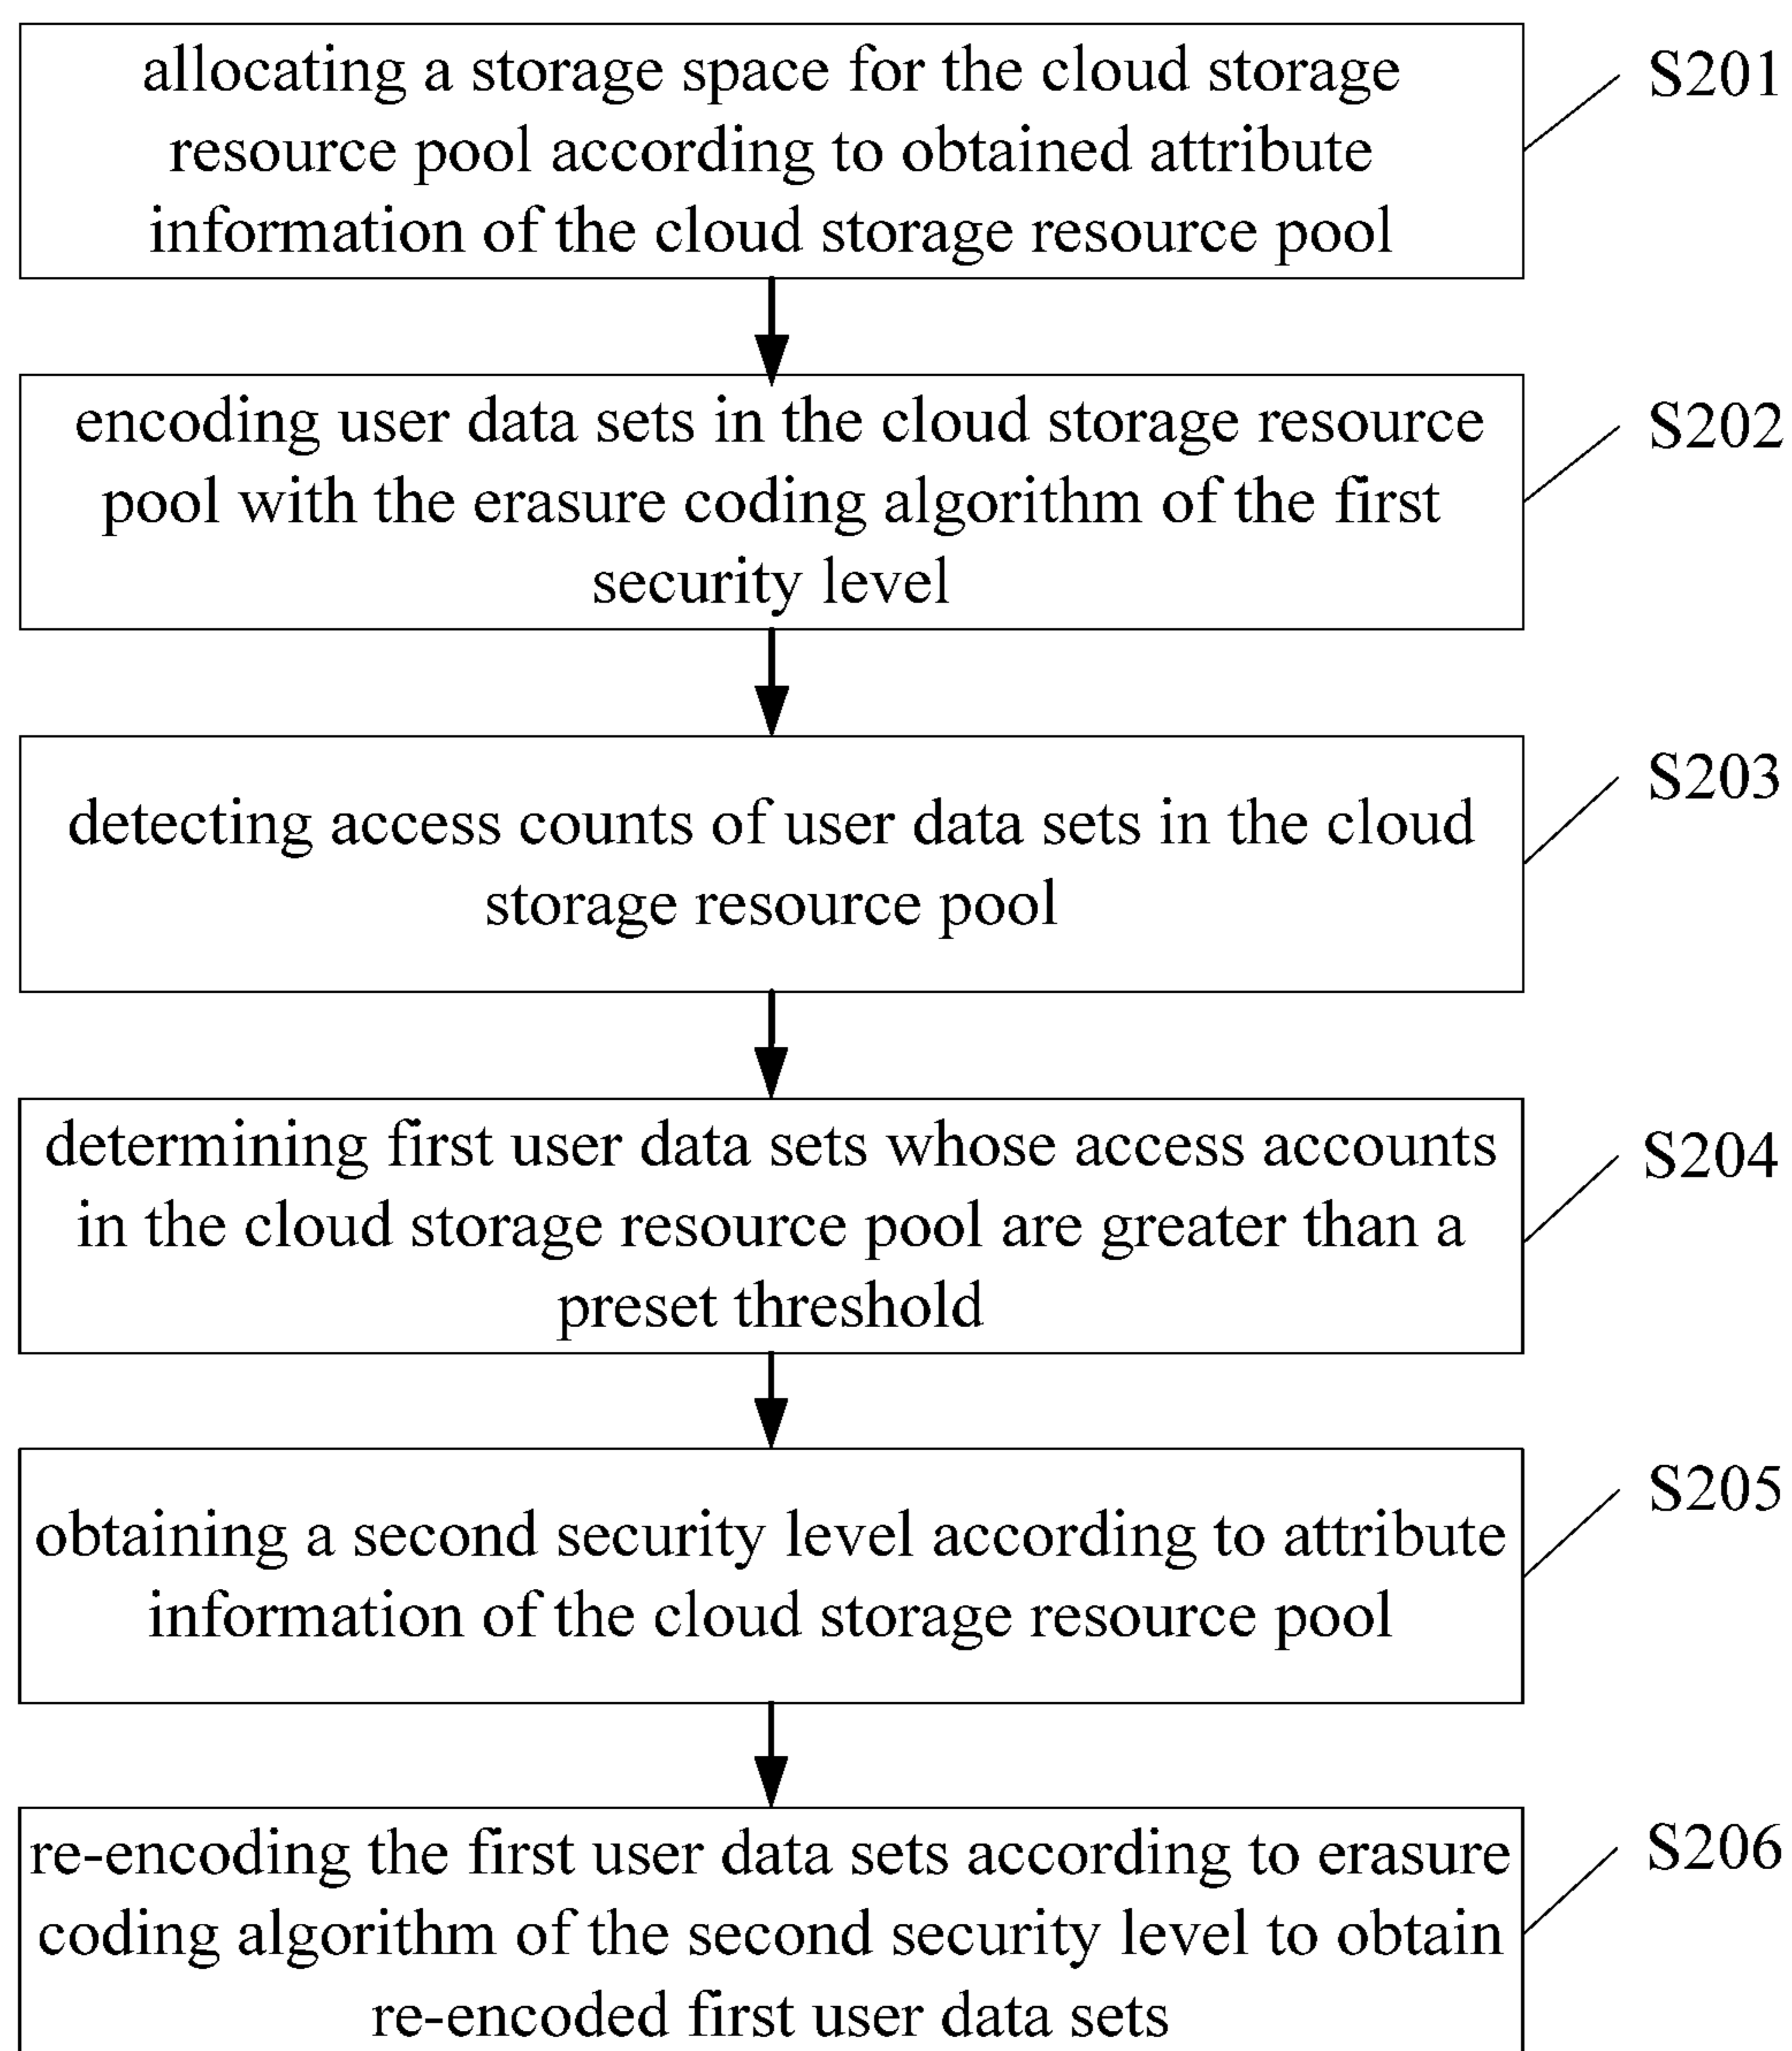 allocating a storage space for the cloud storage
resource pool according to obtained attribute
information of the cloud storage resource pool
S201
encoding user data sets in the cloud storage resource
pool with the erasure coding algorithm of the first
security level
S202
detecting access counts of user data sets in the cloud
storage resource pool
S203
determining first user data sets whose access accounts
in the cloud storage resource pool are greater than a
preset threshold
S204
obtaining a second security level according to attribute
information of the cloud storage resource pool
S205
re-encoding the first user data sets according to erasure
coding algorithm of the second security level to obtain
re-encoded first user data sets
S206